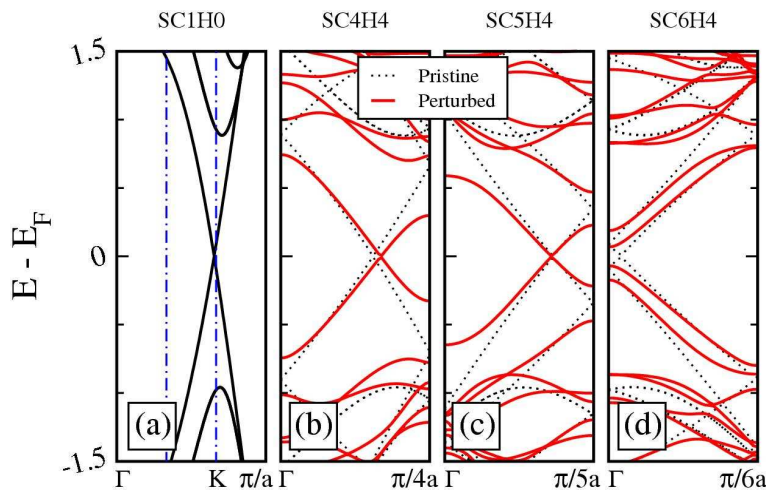 SC1H0 SC4H4 SC5H4 SC6H4
1.5
Pristine
Perturbed
E - E_F
0
(a) (b) (c) (d)
-1.5
Γ K π/a Γ π/4a Γ π/5a Γ π/6a